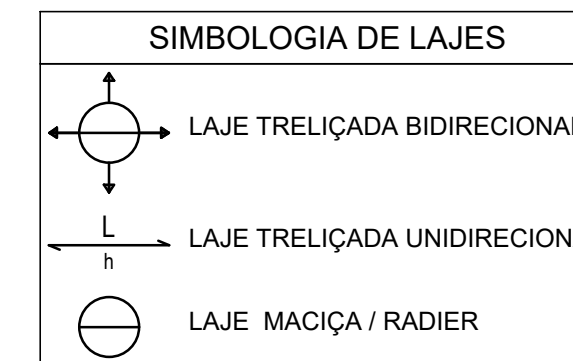 SIMBOLOGIA DE LAJES
LAJE TRELIÇADA BIDIRECIONAL
L
h
LAJE TRELIÇADA UNIDIRECION
LAJE MACIÇA / RADIER